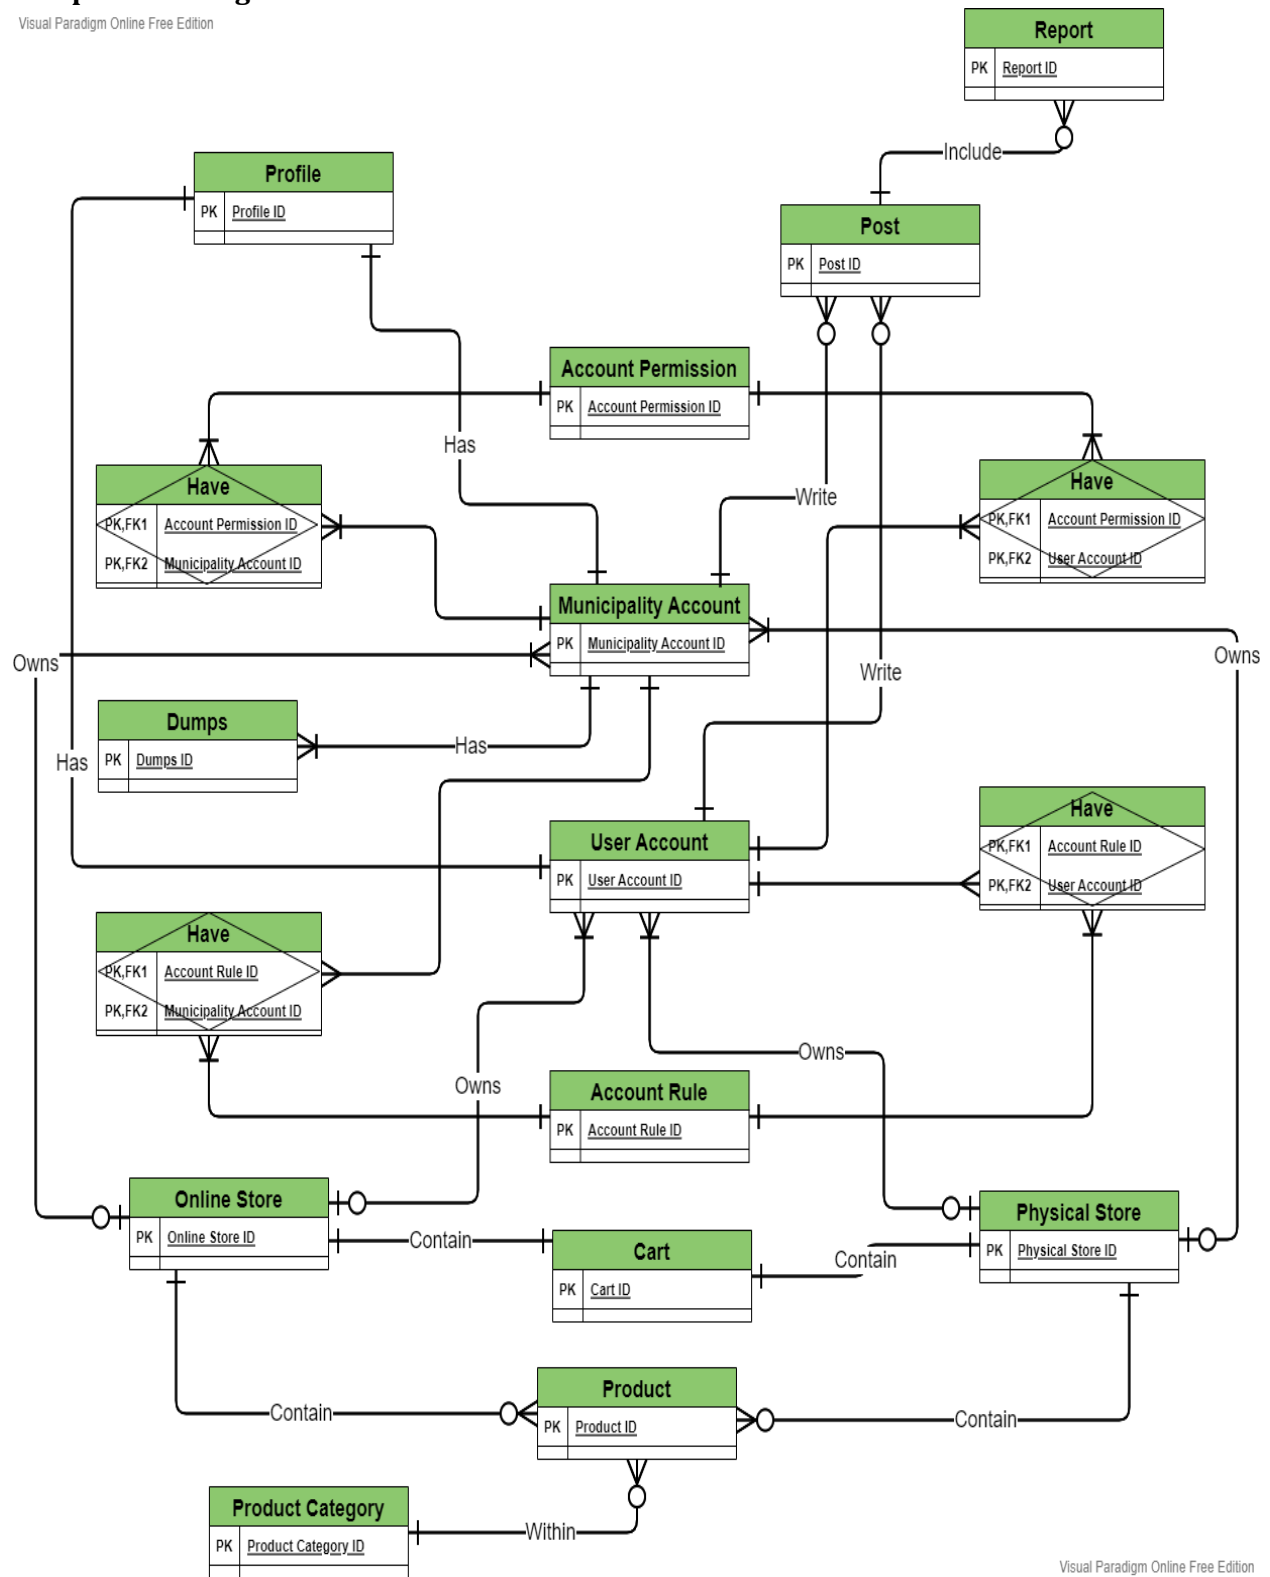 Visual Paradigm Online Free Edition
Report
PK Report ID
Include
Profile
PK Profile ID
Post
PK Post ID
Account Permission
PK Account Permission ID
Has
Write
Have
PK,FK1 Account Permission ID
PK,FK2 Municipality Account ID
Have
PK,FK1 Account Permission ID
PK,FK2 User Account ID
Municipality Account
PK Municipality Account ID
Owns
Owns
Write
Dumps
PK Dumps ID
Has
Has
User Account
PK User Account ID
Have
PK,FK1 Account Rule ID
PK,FK2 User Account ID
Have
PK,FK1 Account Rule ID
PK,FK2 Municipality Account ID
Owns
Owns
Account Rule
PK Account Rule ID
Online Store
PK Online Store ID
Contain
Cart
PK Cart ID
Contain
Physical Store
PK Physical Store ID
Product
PK Product ID
Contain
Contain
Product Category
PK Product Category ID
Within
Visual Paradigm Online Free Edition